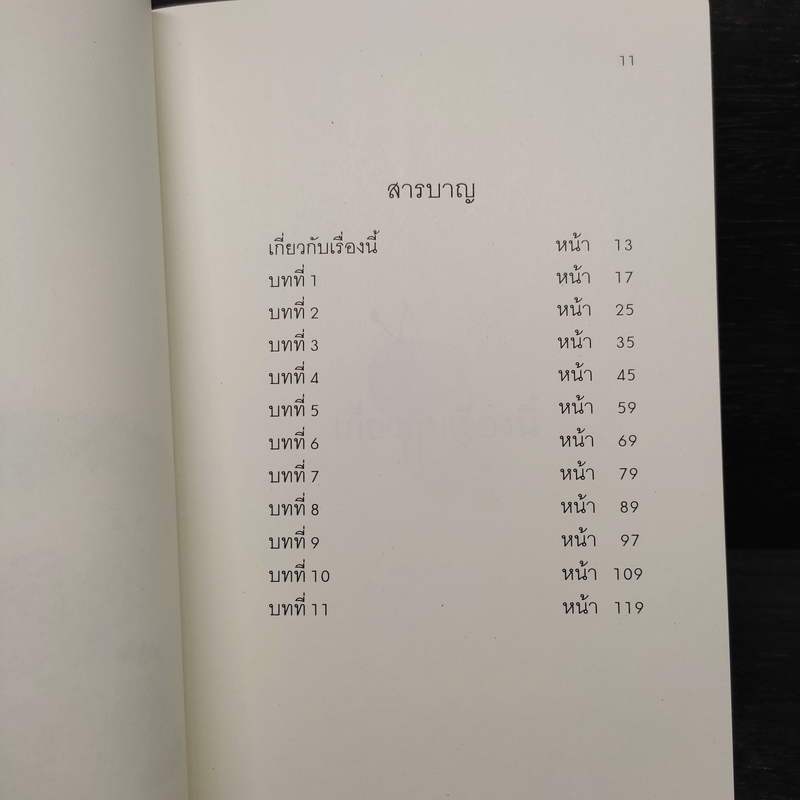 11
สารบาญ
เกี่ยวกับเรื่องนี้ หน้า 13
บทที่ 1 หน้า 17
บทที่ 2 หน้า 25
บทที่ 3 หน้า 35
บทที่ 4 หน้า 45
บทที่ 5 หน้า 59
บทที่ 6 หน้า 69
บทที่ 7 หน้า 79
บทที่ 8 หน้า 89
บทที่ 9 หน้า 97
บทที่ 10 หน้า 109
บทที่ 11 หน้า 119